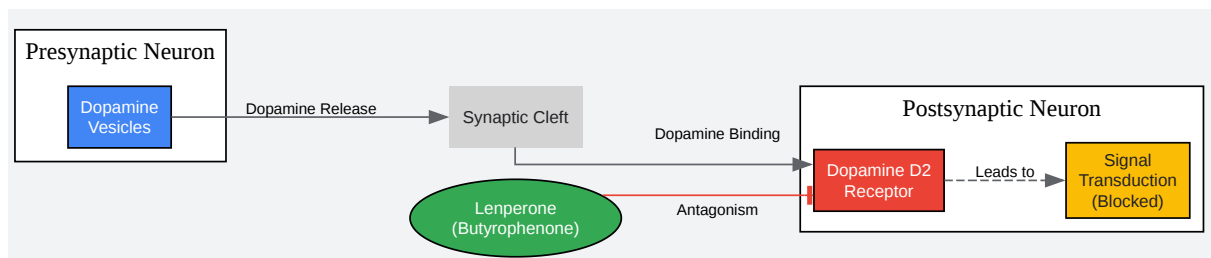 Presynaptic Neuron
Dopamine
Vesicles
Dopamine Release
Synaptic Cleft
Dopamine Binding
Lenperone
(Butyrophenone)
Antagonism
Postsynaptic Neuron
Dopamine D2
Receptor
Leads to
Signal
Transduction
(Blocked)